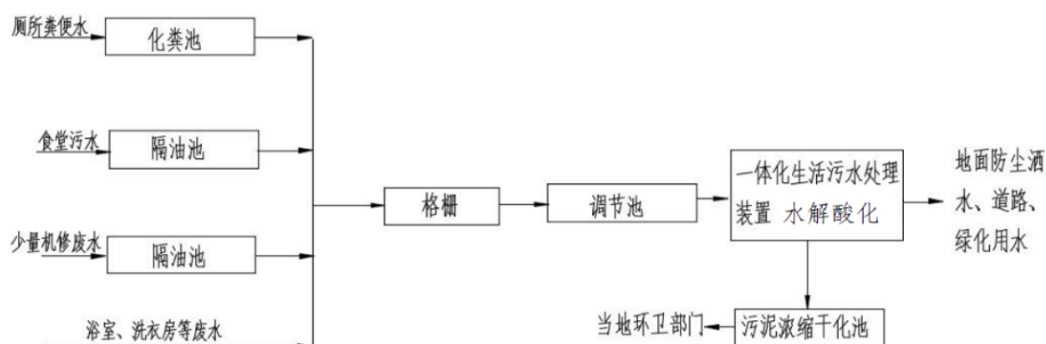 厕所粪便水
化粪池
食堂污水
隔油池
少量机修废水
隔油池
浴室、洗衣房等废水
格栅
调节池
一体化生活污水处理
装置 水解酸化
地面防尘洒
水、道路、
绿化用水
污泥浓缩干化池
当地环卫部门